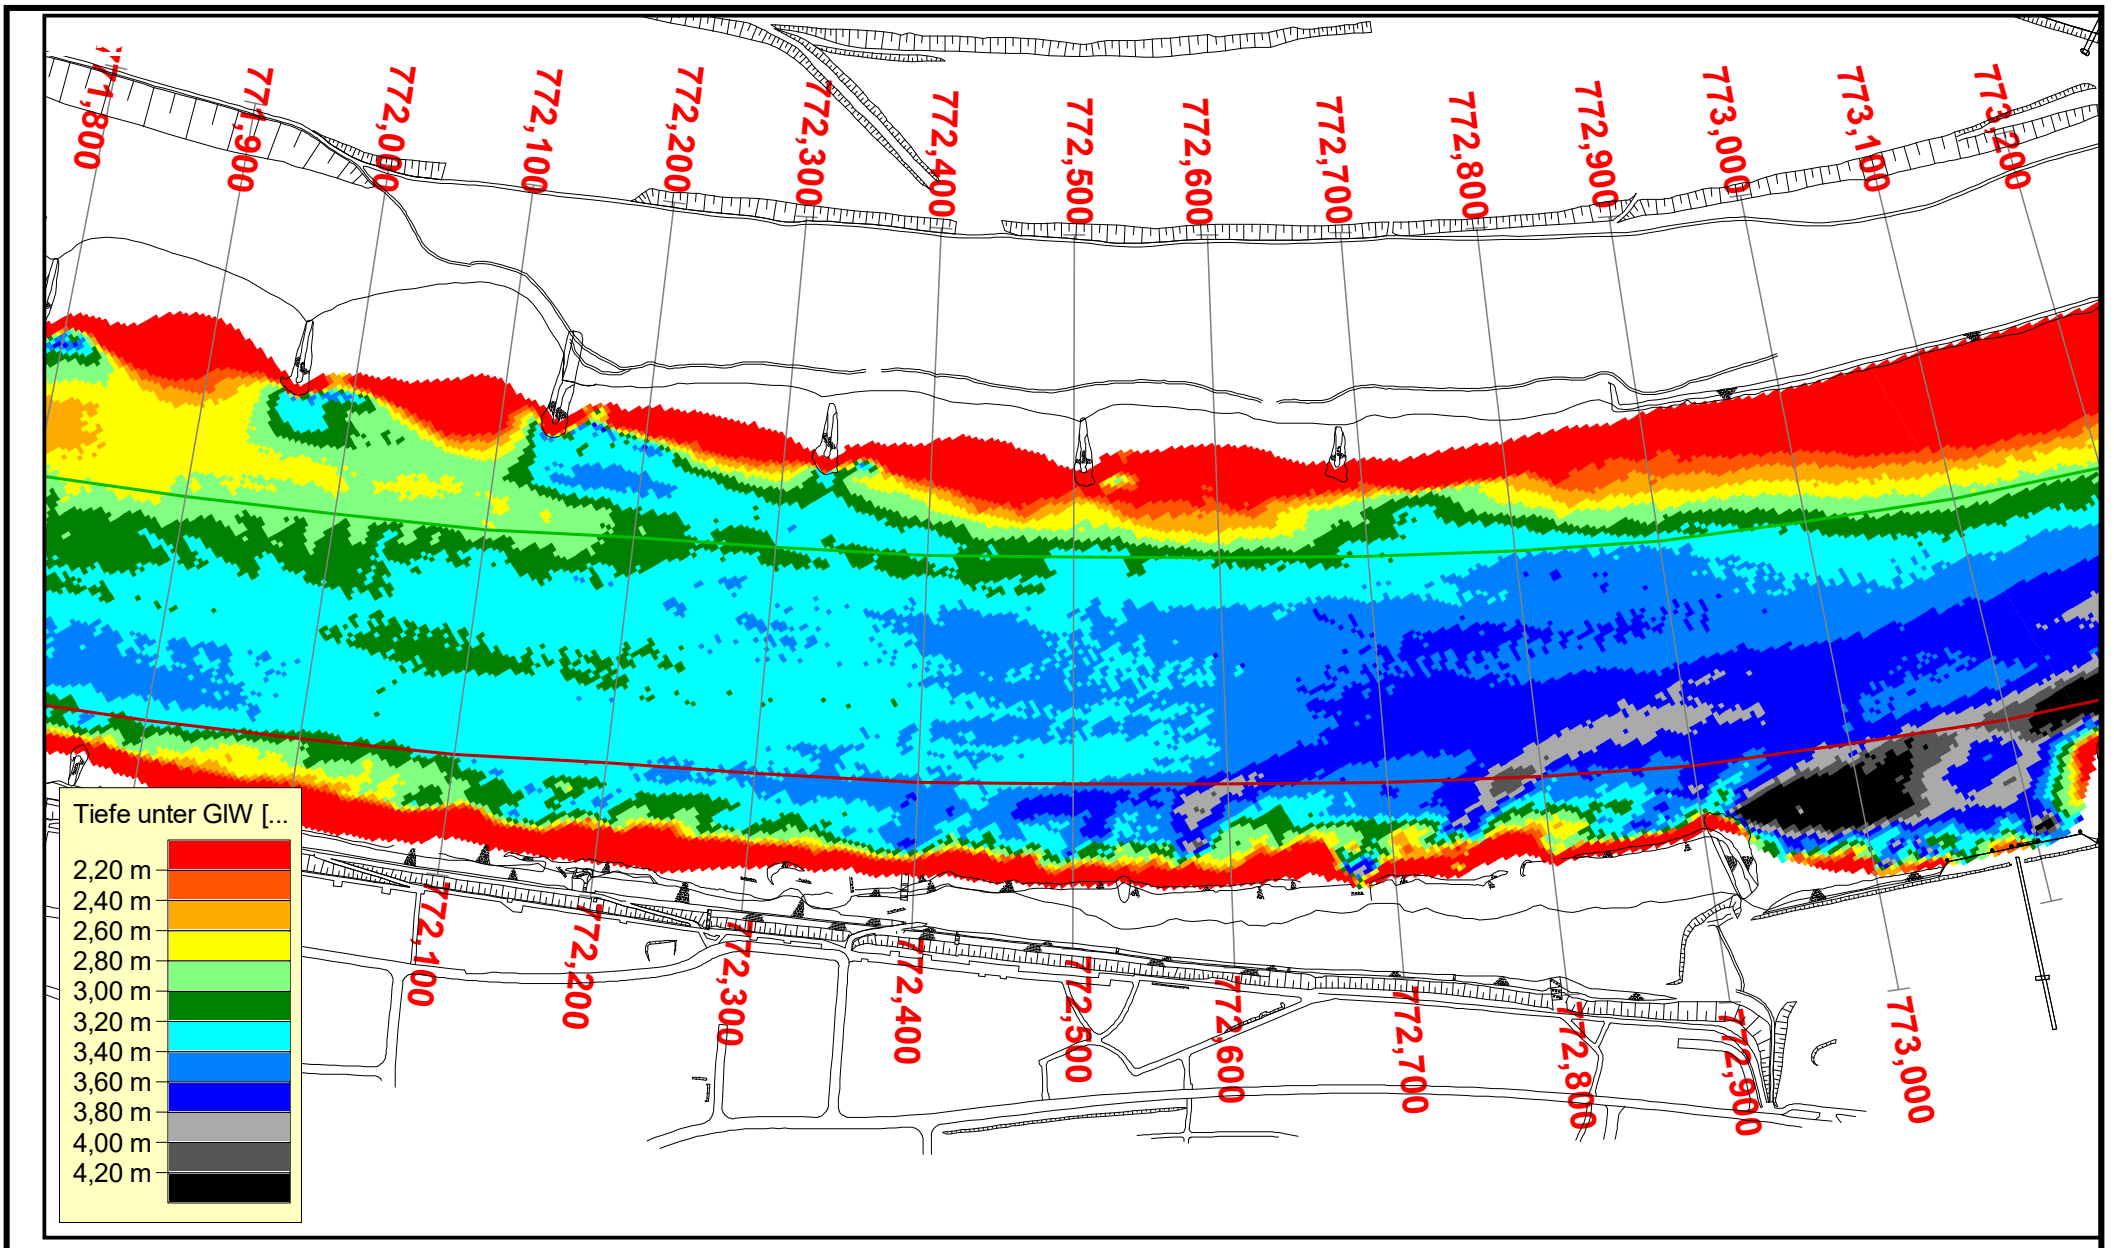 771,800
771,900
772,000
772,100
772,200
772,300
772,400
772,500
772,600
772,700
772,800
772,900
773,000
773,100
773,200
Tiefe unter GlW [...
2,20 m
2,40 m
2,60 m
2,80 m
3,00 m
3,20 m
3,40 m
3,60 m
3,80 m
4,00 m
4,20 m
772,100
772,200
772,300
772,400
772,500
772,600
772,700
772,800
772,900
773,000